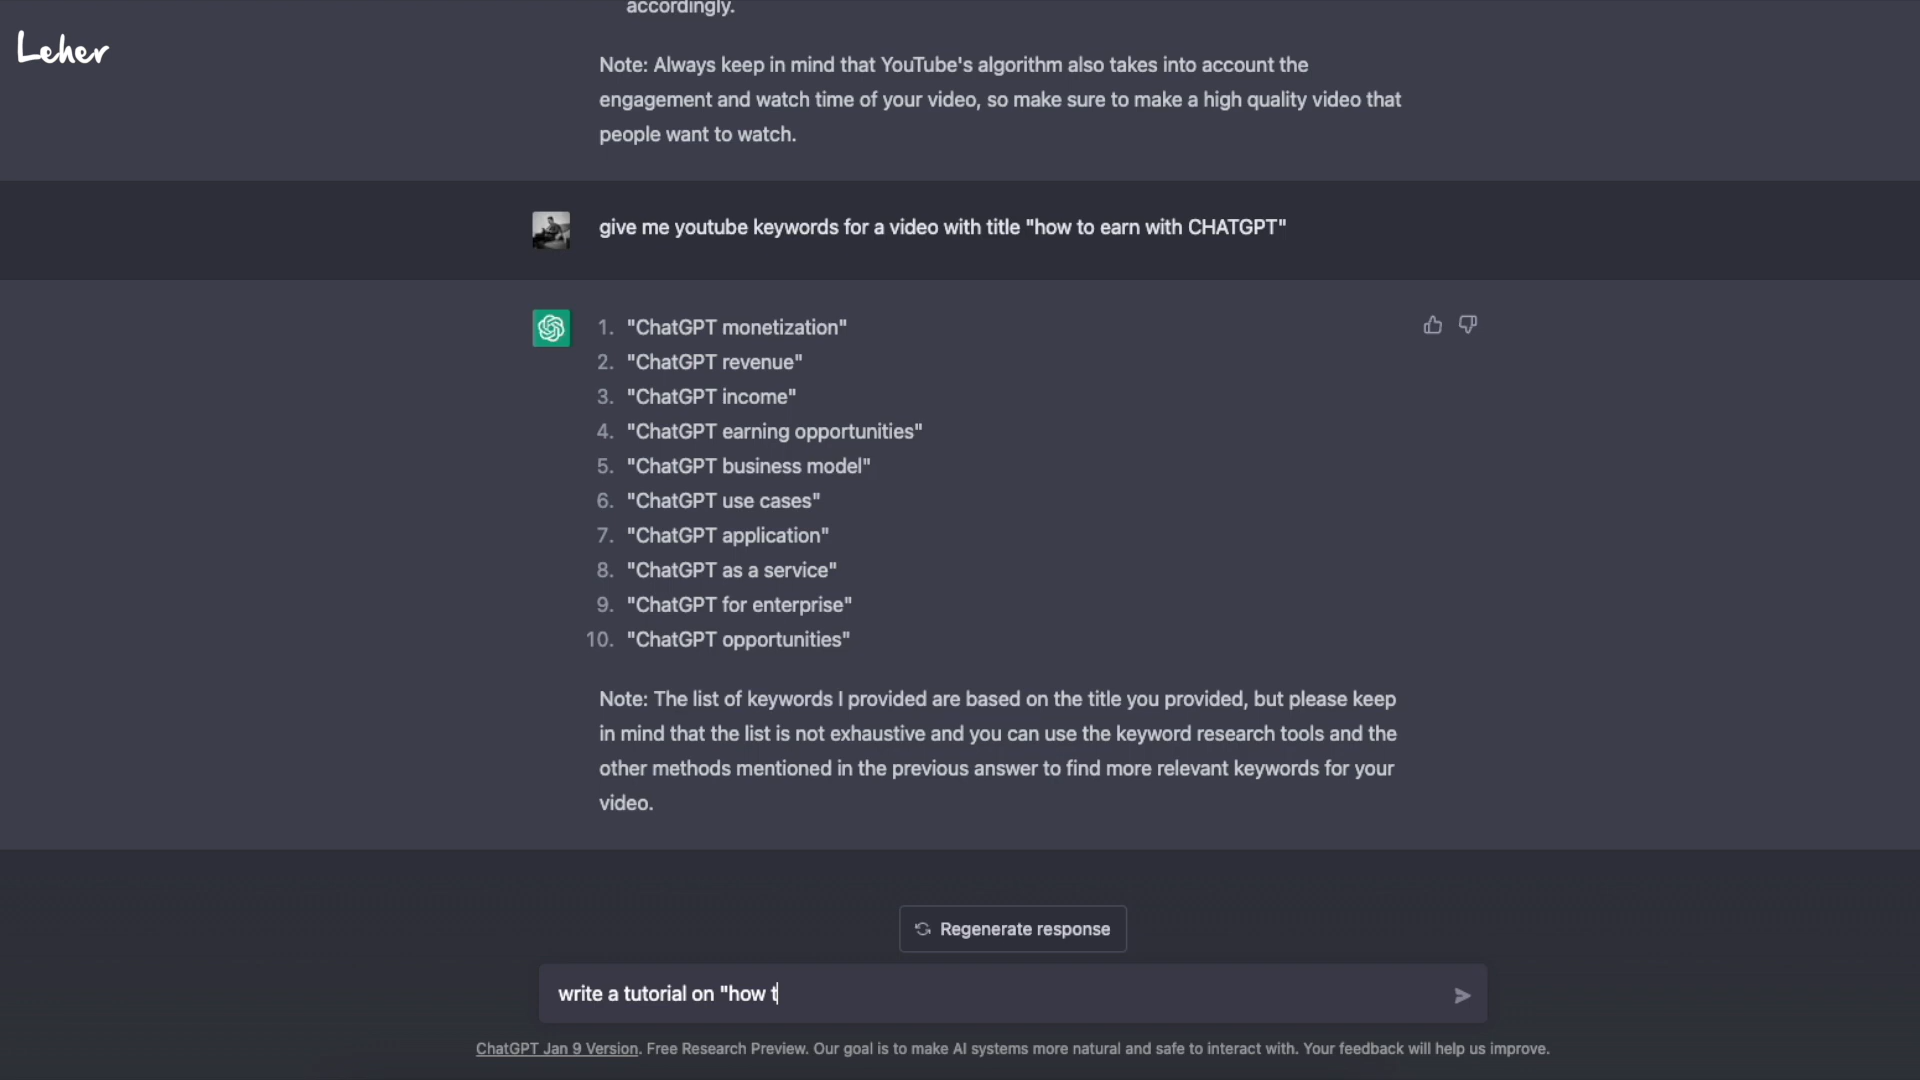 accordingly.
Leher
Note: Always keep in mind that YouTube's algorithm also takes into account the
engagement and watch time of your video, so make sure to make a high quality video that
people want to watch.
give me youtube keywords for a video with title "how to earn with CHATGPT"
1. "ChatGPT monetization"
2. "ChatGPT revenue"
3. "ChatGPT income"
4. "ChatGPT earning opportunities"
5. "ChatGPT business model"
6. "ChatGPT use cases"
7. "ChatGPT application"
8. "ChatGPT as a service"
9. "ChatGPT for enterprise"
10. "ChatGPT opportunities"
Note: The list of keywords I provided are based on the title you provided, but please keep
in mind that the list is not exhaustive and you can use the keyword research tools and the
other methods mentioned in the previous answer to find more relevant keywords for your
video.
Regenerate response
write a tutorial on "how t
ChatGPT Jan 9 Version. Free Research Preview. Our goal is to make AI systems more natural and safe to interact with. Your feedback will help us improve.